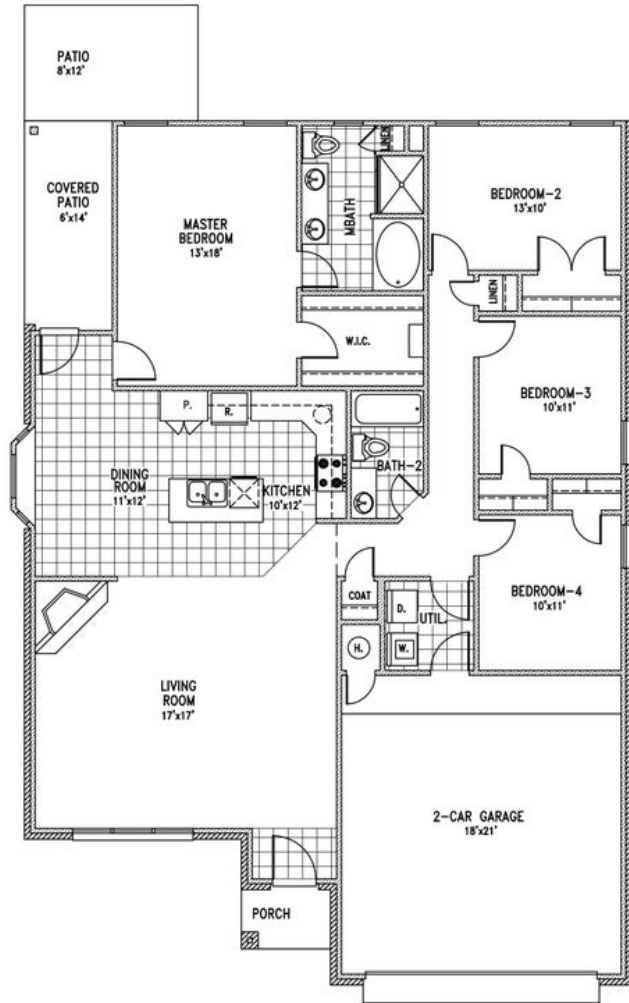 PATIO
8'x12'
COVERED
PATIO
6'x14'
MASTER
BEDROOM
13'x18'
MBATH
LINEN
BEDROOM-2
13'x10'
LINEN
W.I.C.
BEDROOM-3
10'x11'
P.
R.
BATH-2
DINING
ROOM
11'x12'
KITCHEN
10'x12'
COAT
D.
UTIL.
W.
H.
BEDROOM-4
10'x11'
LIVING
ROOM
17'x17'
2-CAR GARAGE
18'x21'
PORCH